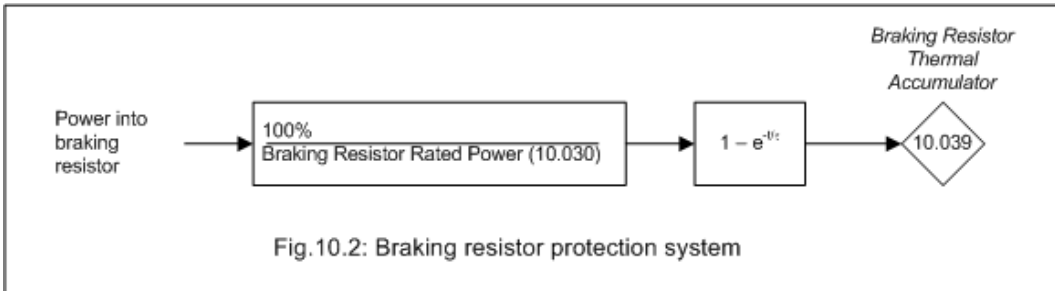 Braking Resistor
Thermal
Accumulator
Power into
braking
resistor
100%
Braking Resistor Rated Power (10.030)
1 – e^-t/τ
10.039
Fig.10.2: Braking resistor protection system